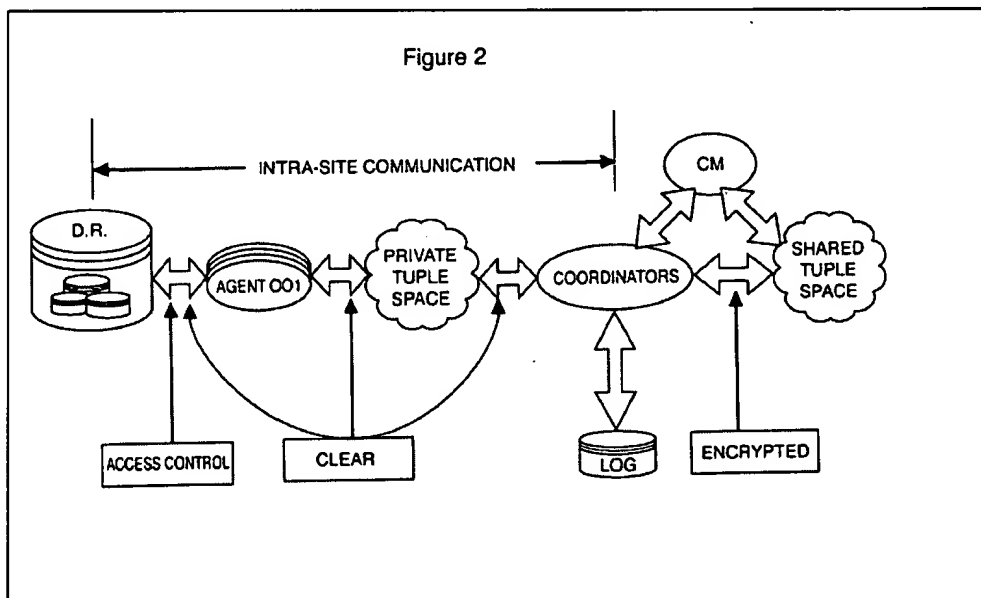 Figure 2
INTRA-SITE COMMUNICATION
CM
D.R.
AGENT 001
PRIVATE
TUPLE
SPACE
COORDINATORS
SHARED
TUPLE
SPACE
ACCESS CONTROL
CLEAR
LOG
ENCRYPTED